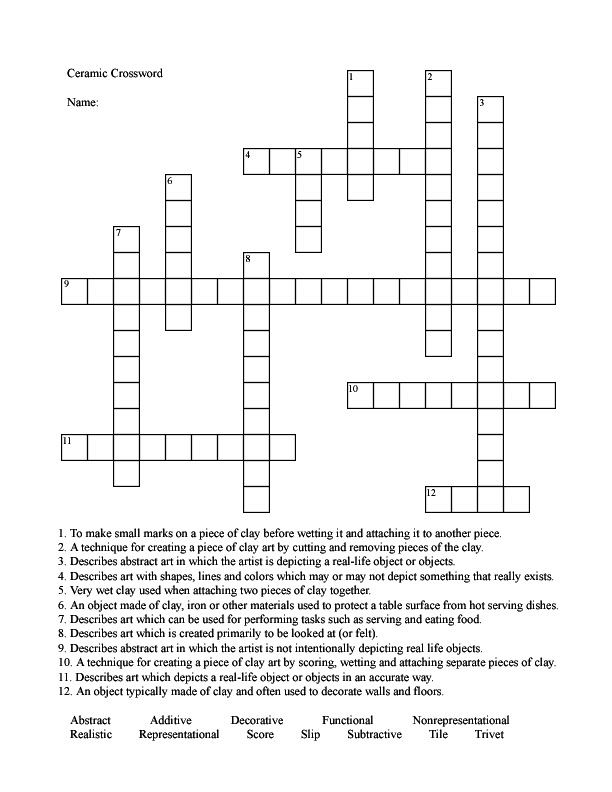 Ceramic Crossword
Name:
1 2
3
4 5
6
7
8
9
10
11
12
1. To make small marks on a piece of clay before wetting it and attaching it to another piece.
2. A technique for creating a piece of clay art by cutting and removing pieces of the clay.
3. Describes abstract art in which the artist is depicting a real-life object or objects.
4. Describes art with shapes, lines and colors which may or may not depict something that really exists.
5. Very wet clay used when attaching two pieces of clay together.
6. An object made of clay, iron or other materials used to protect a table surface from hot serving dishes.
7. Describes art which can be used for performing tasks such as serving and eating food.
8. Describes art which is created primarily to be looked at (or felt).
9. Describes abstract art in which the artist is not intentionally depicting real life objects.
10. A technique for creating a piece of clay art by scoring, wetting and attaching separate pieces of clay.
11. Describes art which depicts a real-life object or objects in an accurate way.
12. An object typically made of clay and often used to decorate walls and floors.
Abstract Additive Decorative Functional Nonrepresentational
Realistic Representational Score Slip Subtractive Tile Trivet